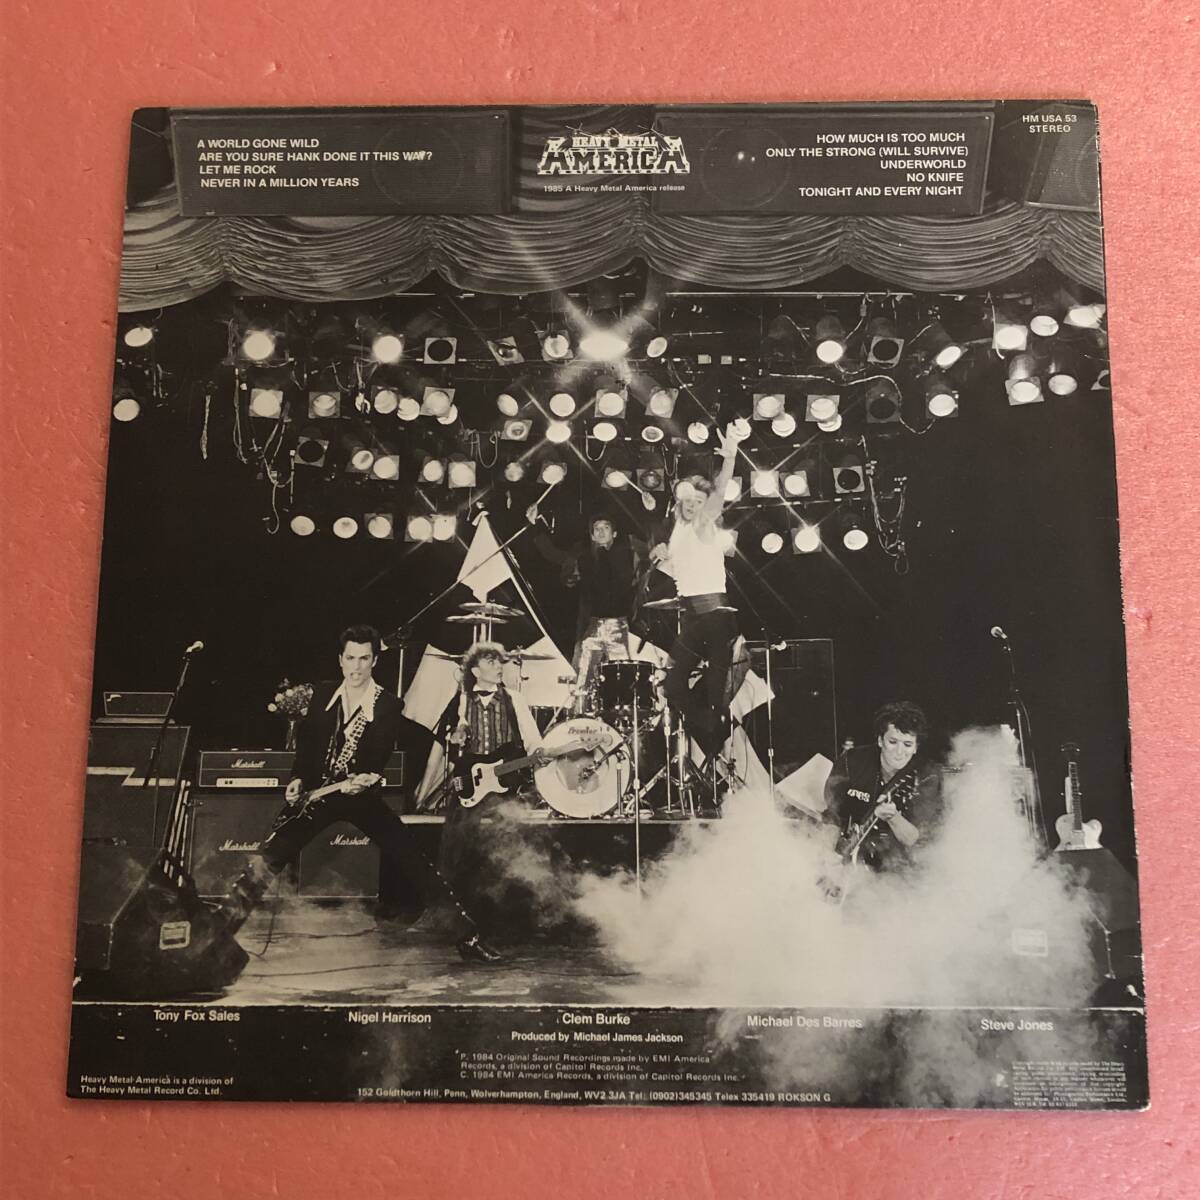 A WORLD GONE WILD
ARE YOU SURE HANK DONE IT THIS WAY?
LET ME ROCK
NEVER IN A MILLION YEARS
HEAVY METAL
AMERICA
1985 A Heavy Metal America release
HOW MUCH IS TOO MUCH
ONLY THE STRONG (WILL SURVIVE)
UNDERWORLD
NO KNIFE
TONIGHT AND EVERY NIGHT
HM USA 53
STEREO
Marshall
Marshall
Marshall
Premier
Tony Fox Sales
Nigel Harrison
Clem Burke
Michael Des Barres
Steve Jones
Produced by Michael James Jackson
P. 1984 Original Sound Recordings made by EMI America
Records, a division of Capitol Records Inc.
C. 1984 EMI America Records, a division of Capitol Records Inc.
Heavy Metal America is a division of
The Heavy Metal Record Co. Ltd.
152 Goldthorn Hill, Penn, Wolverhampton, England, WV2 3JA Tel: (0902)345345 Telex 335419 ROKSON G